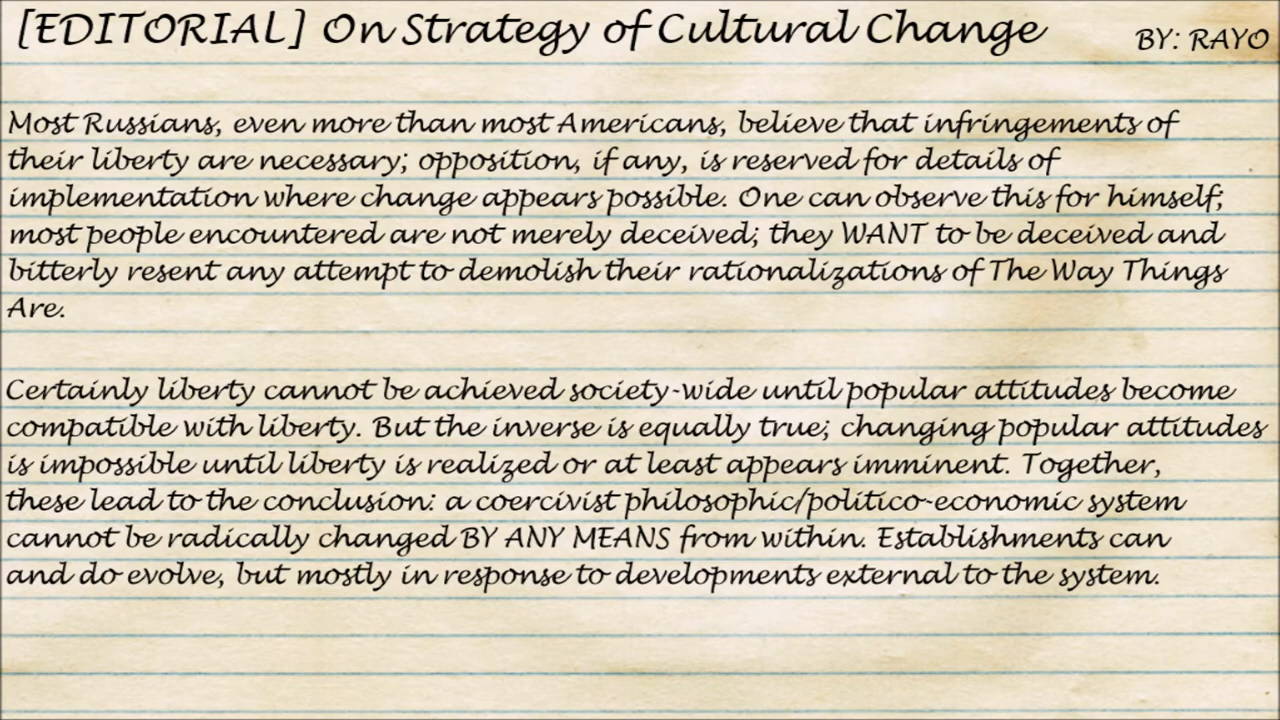 [EDITORIAL] On Strategy of Cultural Change BY: RAYO
Most Russians, even more than most Americans, believe that infringements of
their liberty are necessary; opposition, if any, is reserved for details of
implementation where change appears possible. One can observe this for himself;
most people encountered are not merely deceived; they WANT to be deceived and
bitterly resent any attempt to demolish their rationalizations of The Way Things
Are.
Certainly liberty cannot be achieved society-wide until popular attitudes become
compatible with liberty. But the inverse is equally true; changing popular attitudes
is impossible until liberty is realized or at least appears imminent. Together,
these lead to the conclusion: a coercivist philosophic/politico-economic system
cannot be radically changed BY ANY MEANS from within. Establishments can
and do evolve, but mostly in response to developments external to the system.